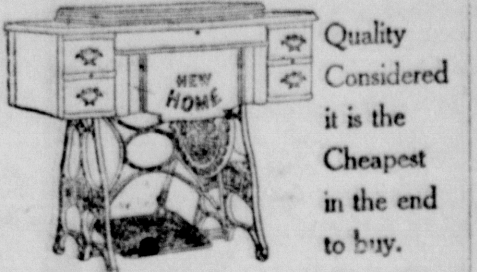 NEW
HOME
Quality
Considered
it is the
Cheapest
in the end
to buy.